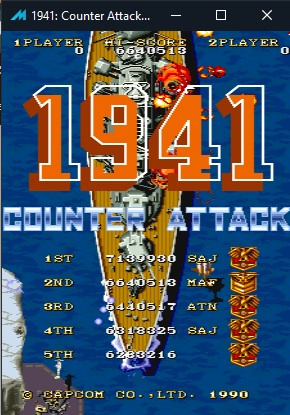 1941: Counter Attack...
1PLAYER HI-SCORE 2PLAYER
0 6640513 0
1941
COUNTER ATTACK
1ST 7139930 SAJ
2ND 6640513 MAF
3RD 6440517 ATN
4TH 6318325 SAJ
5TH 6283216
© CAPCOM CO.,LTD. 1990